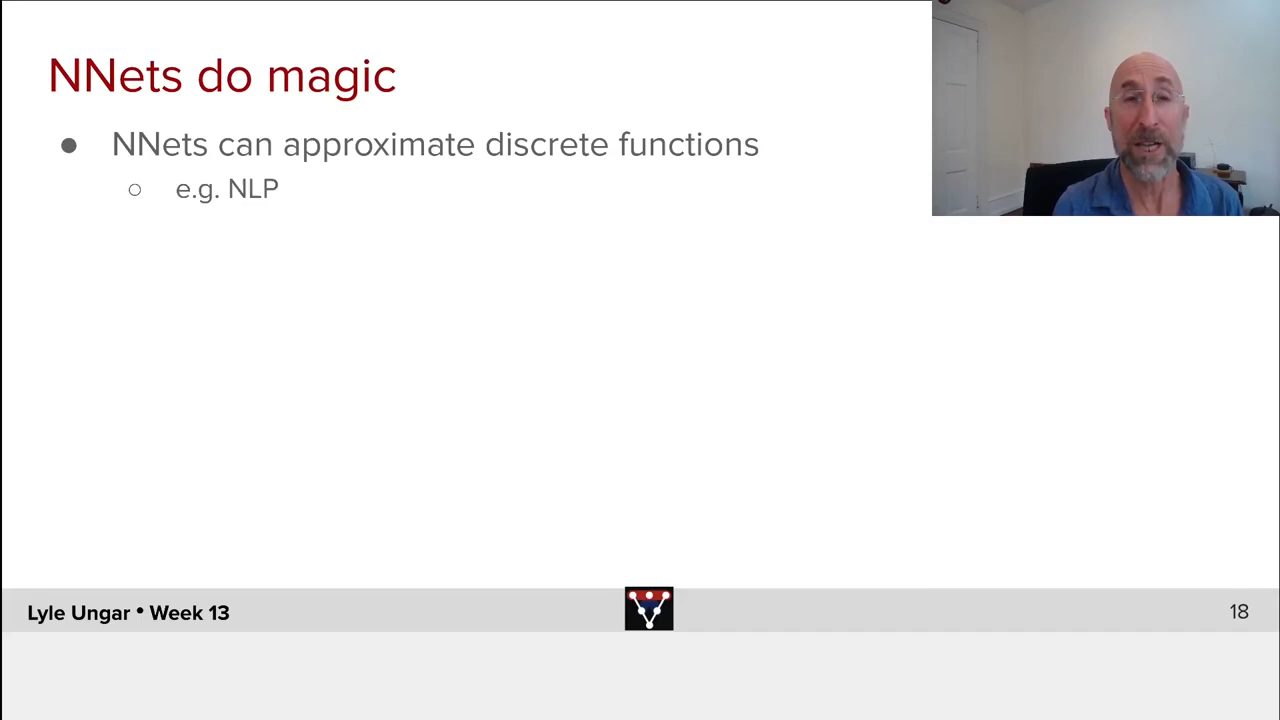 NNets do magic
● NNets can approximate discrete functions
○ e.g. NLP
Lyle Ungar • Week 13
18